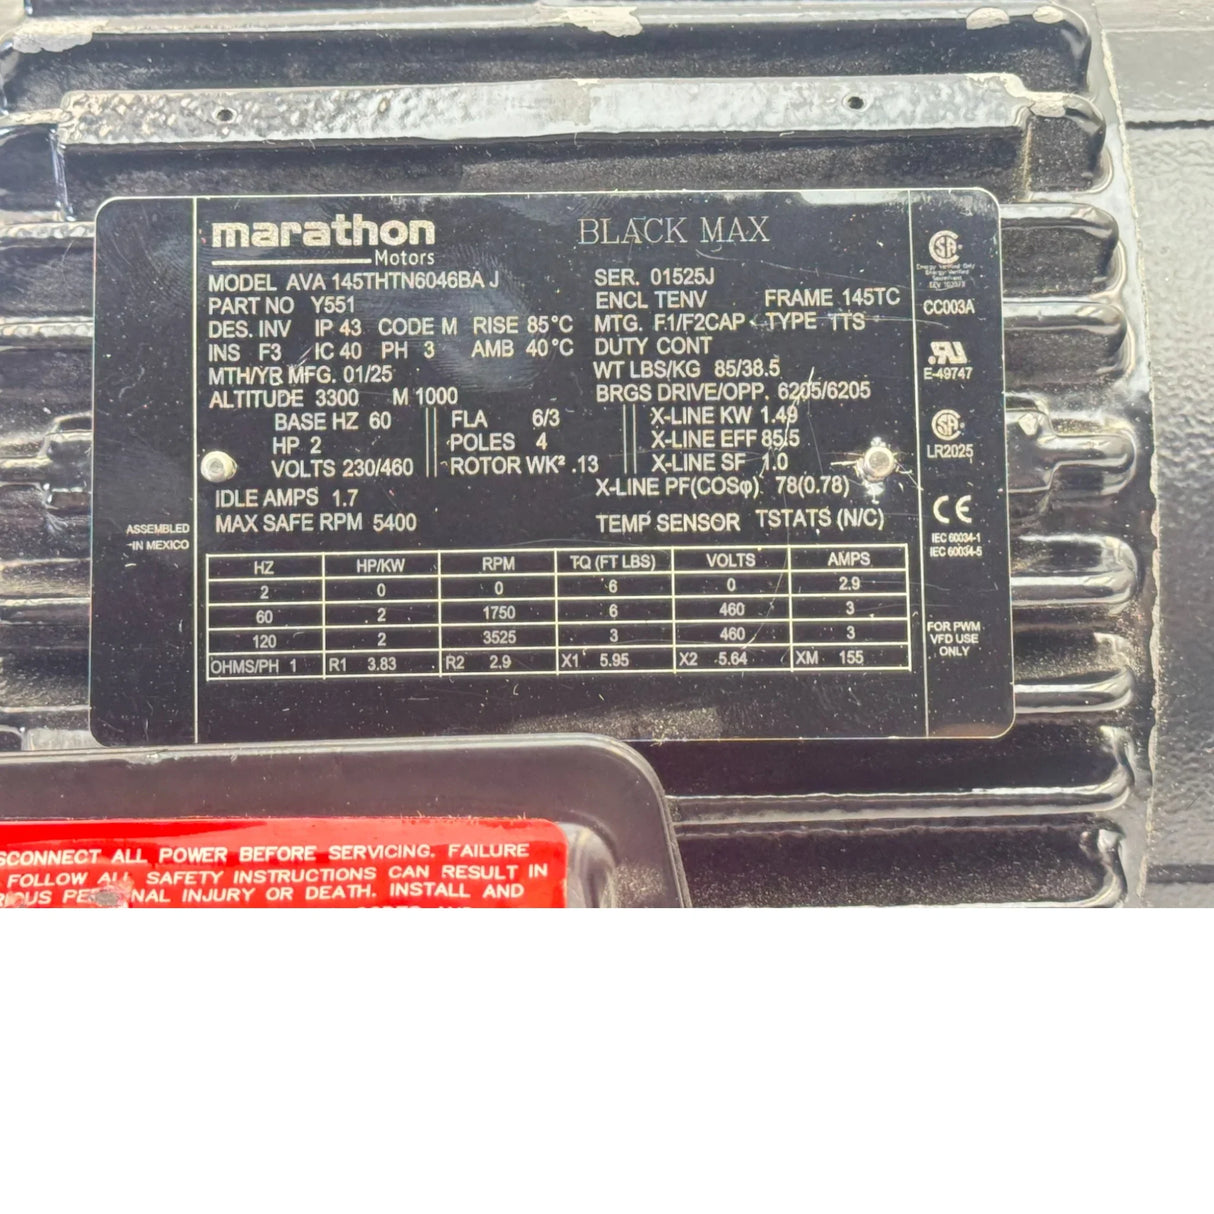 marathon
Motors
BLACK MAX
MODEL AVA 145THTN6046BA J
SER. 01525J
PART NO Y551
ENCL TENV FRAME 145TC
DES. INV IP 43 CODE M RISE 85°C
MTG. F1/F2CAP TYPE TTS
INS F3 IC 40 PH 3 AMB 40°C
DUTY CONT
MTH/YR MFG. 01/25
WT LBS/KG 85/38.5
ALTITUDE 3300 M 1000
BRGS DRIVE/OPP. 6205/6205
BASE HZ 60
FLA 6/3
X-LINE KW 1.49
HP 2
POLES 4
X-LINE EFF 85.5
VOLTS 230/460
ROTOR WK² .13
X-LINE SF 1.0
IDLE AMPS 1.7
X-LINE PF(COSφ) 78(0.78)
MAX SAFE RPM 5400
TEMP SENSOR TSTATS (N/C)
ASSEMBLED
IN MEXICO
HZ HP/KW RPM TQ (FT LBS) VOLTS AMPS
2 0 0 6 0 2.9
60 2 1750 6 460 3
120 2 3525 3 460 3
OHMS/PH 1 R1 3.83 R2 2.9 X1 5.95 X2 5.64 XM 155
SA
Energy Verified Only
Energy Verified
CC003A
RU
E-49747
SA
LR2025
CE
IEC 60034-1
IEC 60034-5
FOR PWM
VFD USE
ONLY
SCONNECT ALL POWER BEFORE SERVICING. FAILURE
FOLLOW ALL SAFETY INSTRUCTIONS CAN RESULT IN
INJURY OR DEATH. INSTALL AND